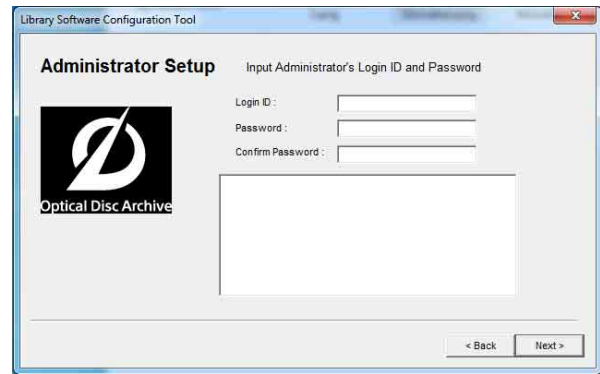 Library Software Configuration Tool
Administrator Setup
Input Administrator's Login ID and Password
Login ID :
Password :
Confirm Password :
Optical Disc Archive
< Back
Next >